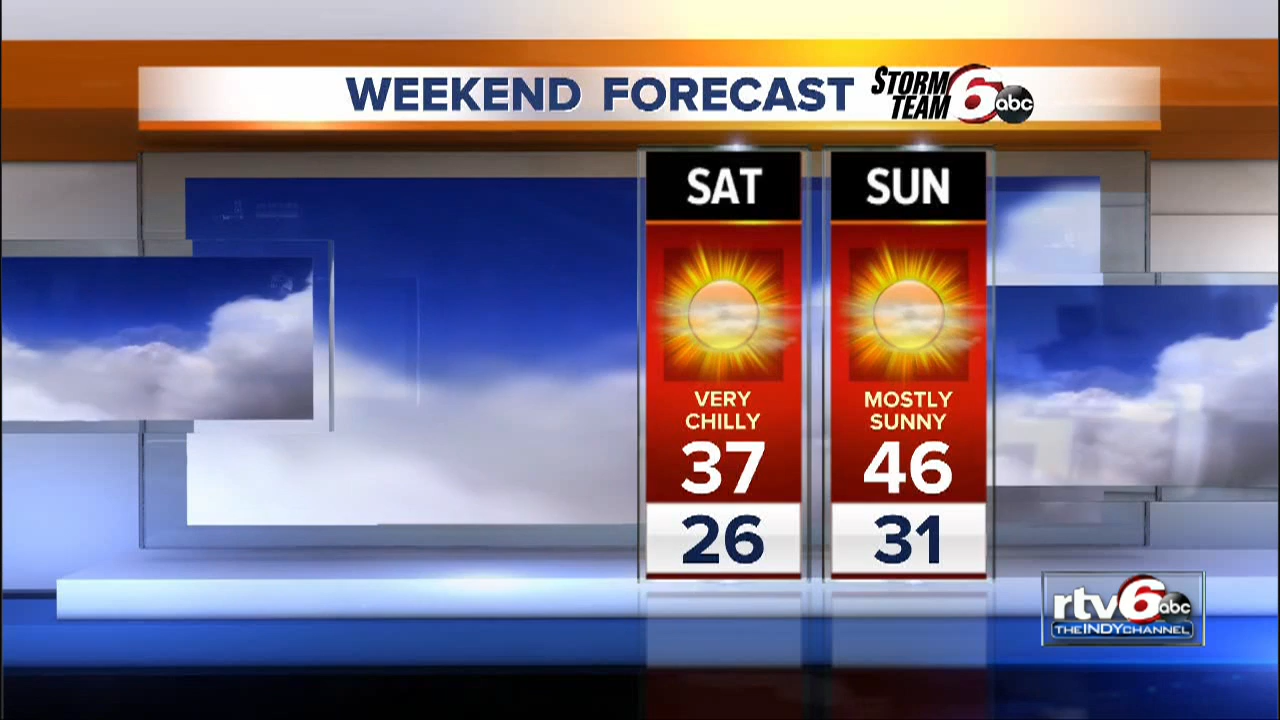 WEEKEND FORECAST
STORM TEAM 6 abc
SAT
VERY
CHILLY
37
26
SUN
MOSTLY
SUNNY
46
31
rtv6 abc
THE INDY CHANNEL